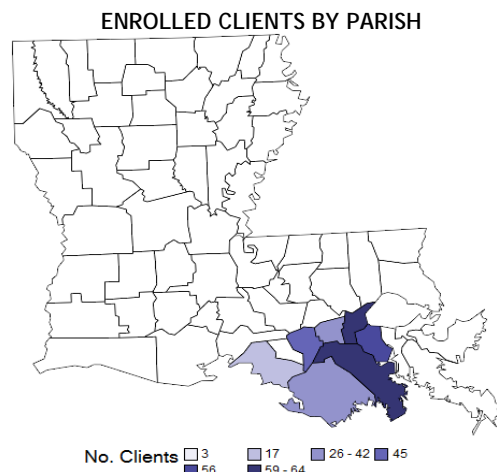 ENROLLED CLIENTS BY PARISH
No. Clients 3 17 26 - 42 45
56 59 - 64